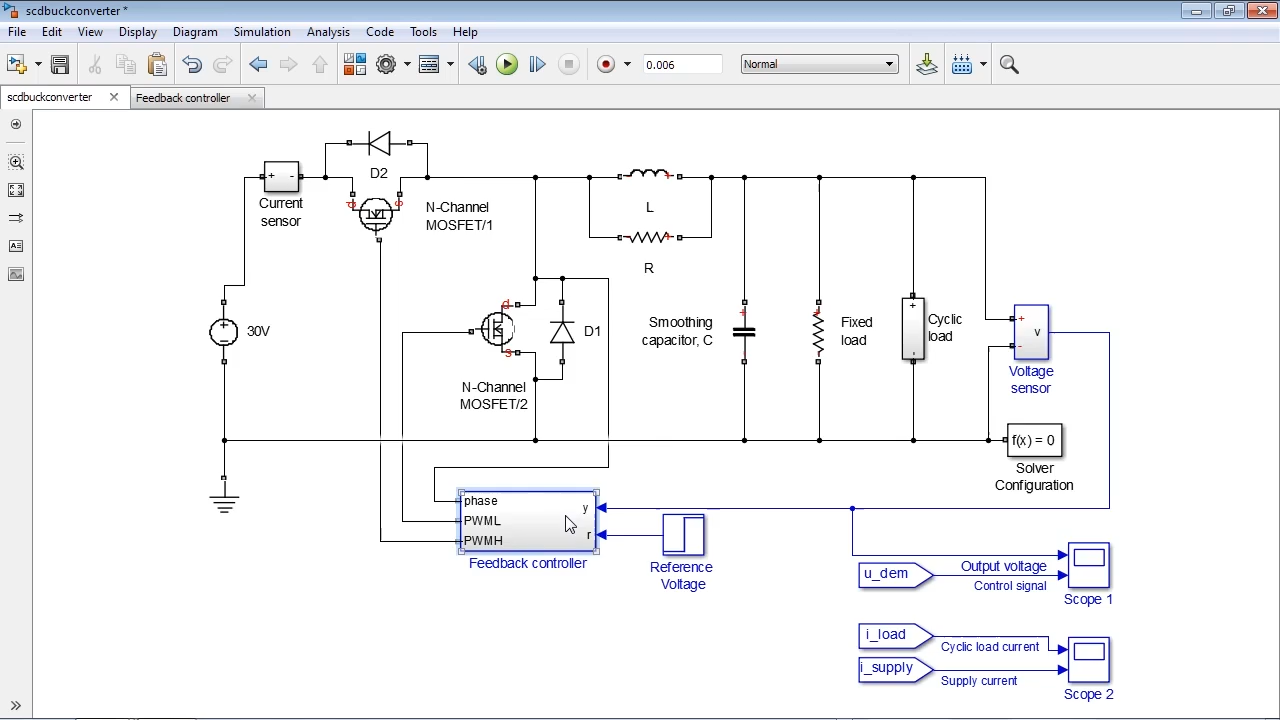 scdbuckconverter *
File Edit View Display Diagram Simulation Analysis Code Tools Help
0.006
Normal
scdbuckconverter
Feedback controller
D2
+ -
Current
sensor
d
s
N-Channel
MOSFET/1
+
L
+
R
30V
+
d
s
D1
N-Channel
MOSFET/2
+
Smoothing
capacitor, C
+
Fixed
load
+
-
Cyclic
load
+
-
v
Voltage
sensor
f(x) = 0
Solver
Configuration
phase
PWML
PWMH
y
r
Feedback controller
Reference
Voltage
u_dem
Output voltage
Control signal
Scope 1
i_load
i_supply
Cyclic load current
Supply current
Scope 2